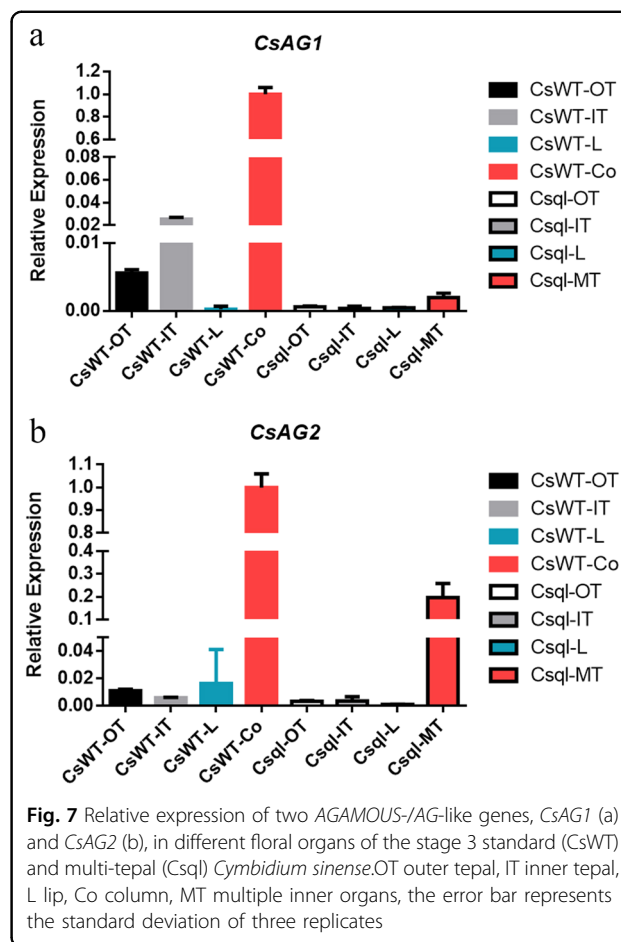 a
CsAG1
Relative Expression
1.2
1.0
0.8
0.6
0.08
0.06
0.04
0.02
0.01
0.00
CsWT-OT
CsWT-IT
CsWT-L
CsWT-Co
Csql-OT
Csql-IT
Csql-L
Csql-MT
CsWT-OT
CsWT-IT
CsWT-L
CsWT-Co
Csql-OT
Csql-IT
Csql-L
Csql-MT
b
CsAG2
Relative Expression
1.1
1.0
0.9
0.8
0.4
0.3
0.2
0.1
0.04
0.02
0.00
CsWT-OT
CsWT-IT
CsWT-L
CsWT-Co
Csql-OT
Csql-IT
Csql-L
Csql-MT
CsWT-OT
CsWT-IT
CsWT-L
CsWT-Co
Csql-OT
Csql-IT
Csql-L
Csql-MT
Fig. 7 Relative expression of two AGAMOUS-/AG-like genes, CsAG1 (a)
and CsAG2 (b), in different floral organs of the stage 3 standard (CsWT)
and multi-tepal (Csql) Cymbidium sinense.OT outer tepal, IT inner tepal,
L lip, Co column, MT multiple inner organs, the error bar represents
the standard deviation of three replicates